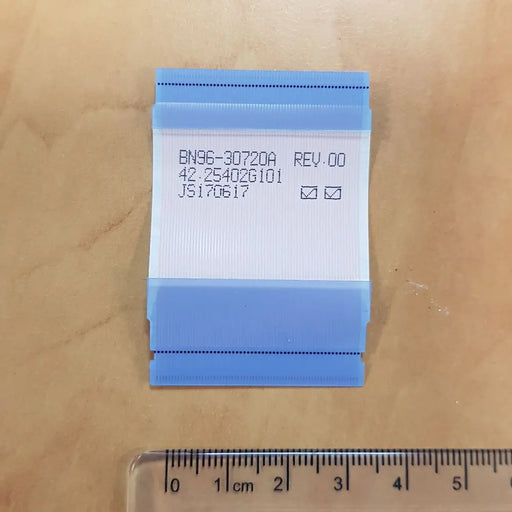 BN96-30720A REV.00
42.25402G101
JS170617
0 1 cm 2 3 4 5